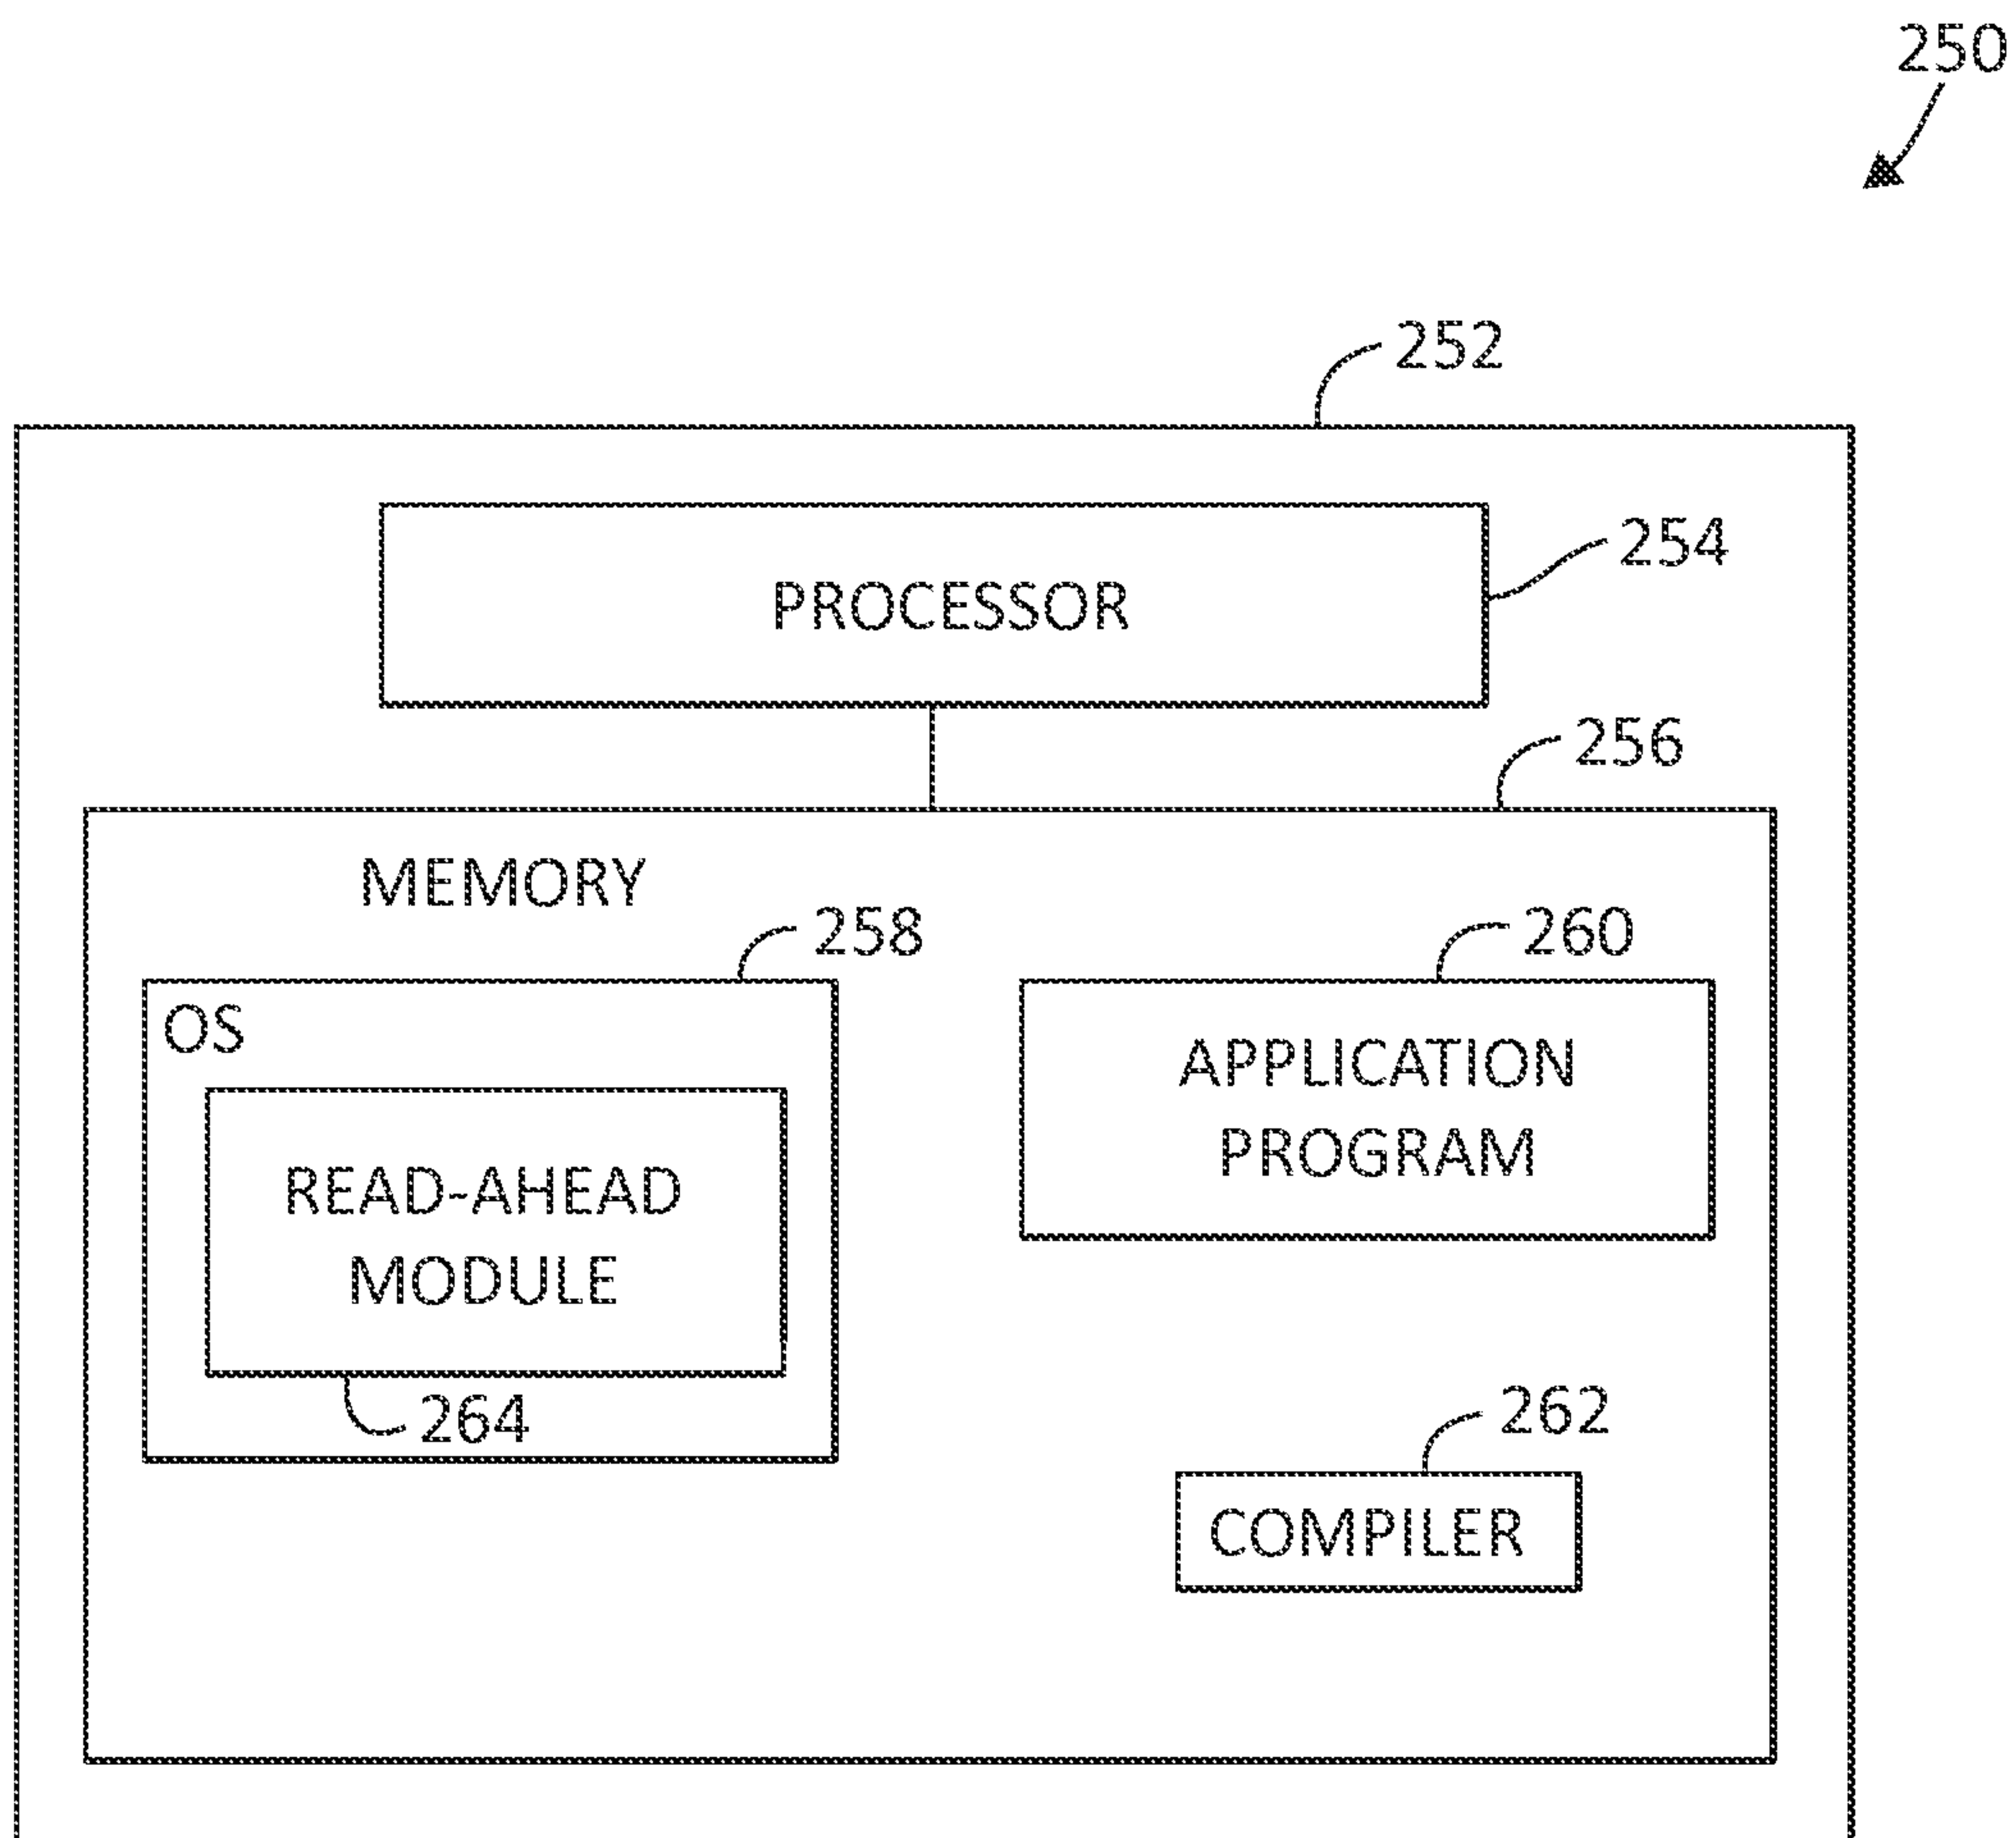 250
252
PROCESSOR
254
256
MEMORY
258
260
OS
APPLICATION
PROGRAM
READ-AHEAD
MODULE
264
262
COMPILER